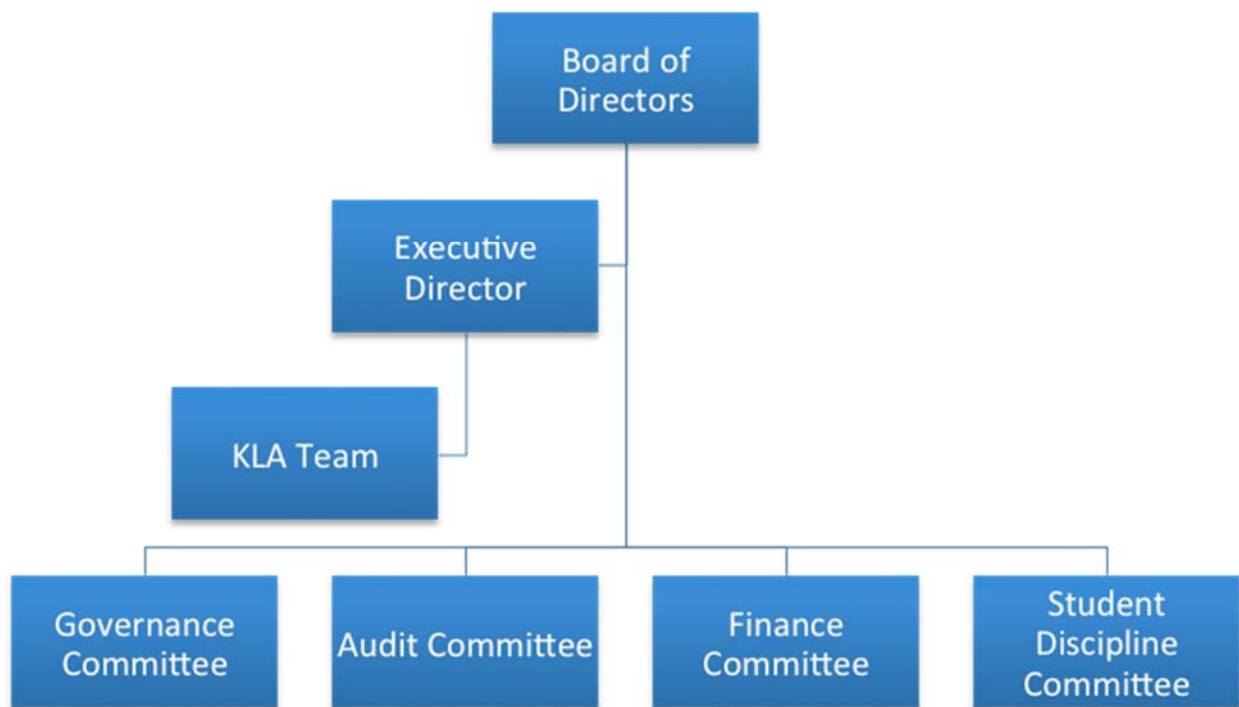 Board of
Directors
Executive
Director
KLA Team
Governance
Committee
Audit Committee
Finance
Committee
Student
Discipline
Committee